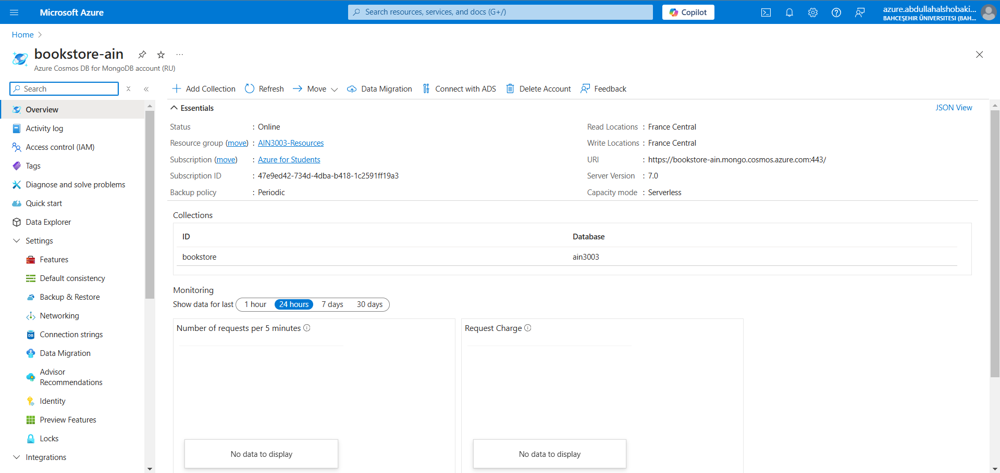 Microsoft Azure
Search resources, services, and docs (G+/)
Copilot
azure.abdullahalshobaki...
BAHCEŞEHIR ÜNIVERSITESI (BAH...
Home
bookstore-ain
Azure Cosmos DB for MongoDB account (RU)
Search
Add Collection
Refresh
Move
Data Migration
Connect with ADS
Delete Account
Feedback
Overview
Activity log
Access control (IAM)
Tags
Diagnose and solve problems
Quick start
Data Explorer
Settings
Features
Default consistency
Backup & Restore
Networking
Connection strings
Data Migration
Advisor
Recommendations
Identity
Preview Features
Locks
Integrations
Essentials
JSON View
Status : Online
Resource group (move) : AIN3003-Resources
Subscription (move) : Azure for Students
Subscription ID : 47e9ed42-734d-4dba-b418-1c2591ff19a3
Backup policy : Periodic
Read Locations : France Central
Write Locations : France Central
URI : https://bookstore-ain.mongo.cosmos.azure.com:443/
Server Version : 7.0
Capacity mode : Serverless
Collections
ID Database
bookstore ain3003
Monitoring
Show data for last 1 hour 24 hours 7 days 30 days
Number of requests per 5 minutes
No data to display
Request Charge
No data to display